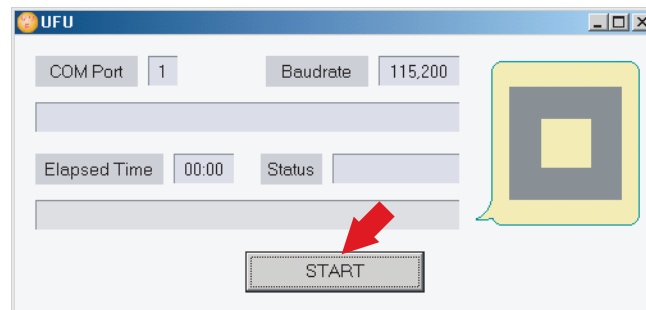 UFU
COM Port 1 Baudrate 115,200
Elapsed Time 00:00 Status
START